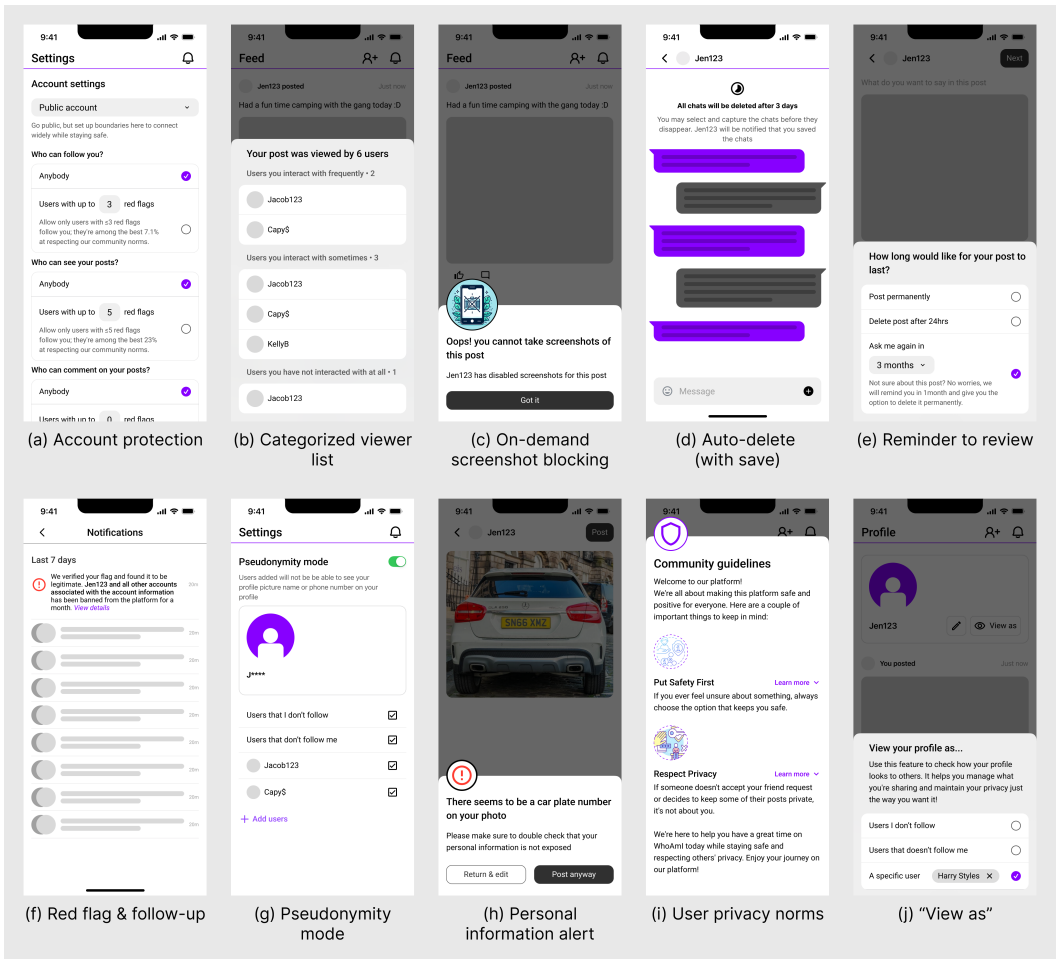 9:41
Settings
Account settings
Public account
Go public, but set up boundaries here to connect
widely while staying safe.
Who can follow you?
Anybody
Users with up to 3 red flags
Allow only users with ≤3 red flags
follow you; they're among the best 7.1%
at respecting our community norms.
Who can see your posts?
Anybody
Users with up to 5 red flags
Allow only users with ≤5 red flags
follow you; they're among the best 23%
at respecting our community norms.
Who can comment on your posts?
Anybody
Users with up to 0 red flags
(a) Account protection
9:41
Feed
Jen123 posted Just now
Had a fun time camping with the gang today :D
Your post was viewed by 6 users
Users you interact with frequently • 2
Jacob123
Capy$
Users you interact with sometimes • 3
Jacob123
Capy$
KellyB
Users you have not interacted with at all • 1
Jacob123
(b) Categorized viewer
list
9:41
Feed
Jen123 posted Just now
Had a fun time camping with the gang today :D
Oops! you cannot take screenshots of
this post
Jen123 has disabled screenshots for this post
Got it
(c) On-demand
screenshot blocking
9:41
Jen123
All chats will be deleted after 3 days
You may select and capture the chats before they
disappear. Jen123 will be notified that you saved
the chats
Message
(d) Auto-delete
(with save)
9:41
Jen123 Next
What do you want to say in this post
How long would like for your post to
last?
Post permanently
Delete post after 24hrs
Ask me again in
3 months
Not sure about this post? No worries, we
will remind you in 1month and give you the
option to delete it permanently.
(e) Reminder to review
9:41
Notifications
Last 7 days
We verified your flag and found it to be
legitimate. Jen123 and all other accounts 20m
associated with the account information
has been banned from the platform for a
month. View details
20m
20m
20m
20m
20m
20m
20m
20m
(f) Red flag & follow-up
9:41
Settings
Pseudonymity mode
Users added will not be be able to see your
profile picture name or phone number on your
profile
J****
Users that I don't follow
Users that don't follow me
Jacob123
Capy$
+ Add users
(g) Pseudonymity
mode
9:41
Jen123 Post
SN66 XMZ
There seems to be a car plate number
on your photo
Please make sure to double check that your
personal information is not exposed
Return & edit Post anyway
(h) Personal
information alert
9:41
Community guidelines
Welcome to our platform!
We're all about making this platform safe and
positive for everyone. Here are a couple of
important things to keep in mind:
Put Safety First Learn more
If you ever feel unsure about something, always
choose the option that keeps you safe.
Respect Privacy Learn more
If someone doesn't accept your friend request
or decides to keep some of their posts private,
it's not about you.
We're here to help you have a great time on
WhoAmI today while staying safe and
respecting others' privacy. Enjoy your journey on
our platform!
(i) User privacy norms
9:41
Profile
Jen123 View as
You posted Just now
View your profile as...
Use this feature to check how your profile
looks to others. It helps you manage what
you're sharing and maintain your privacy just
the way you want it!
Users I don't follow
Users that doesn't follow me
A specific user Harry Styles ×
(j) “View as”